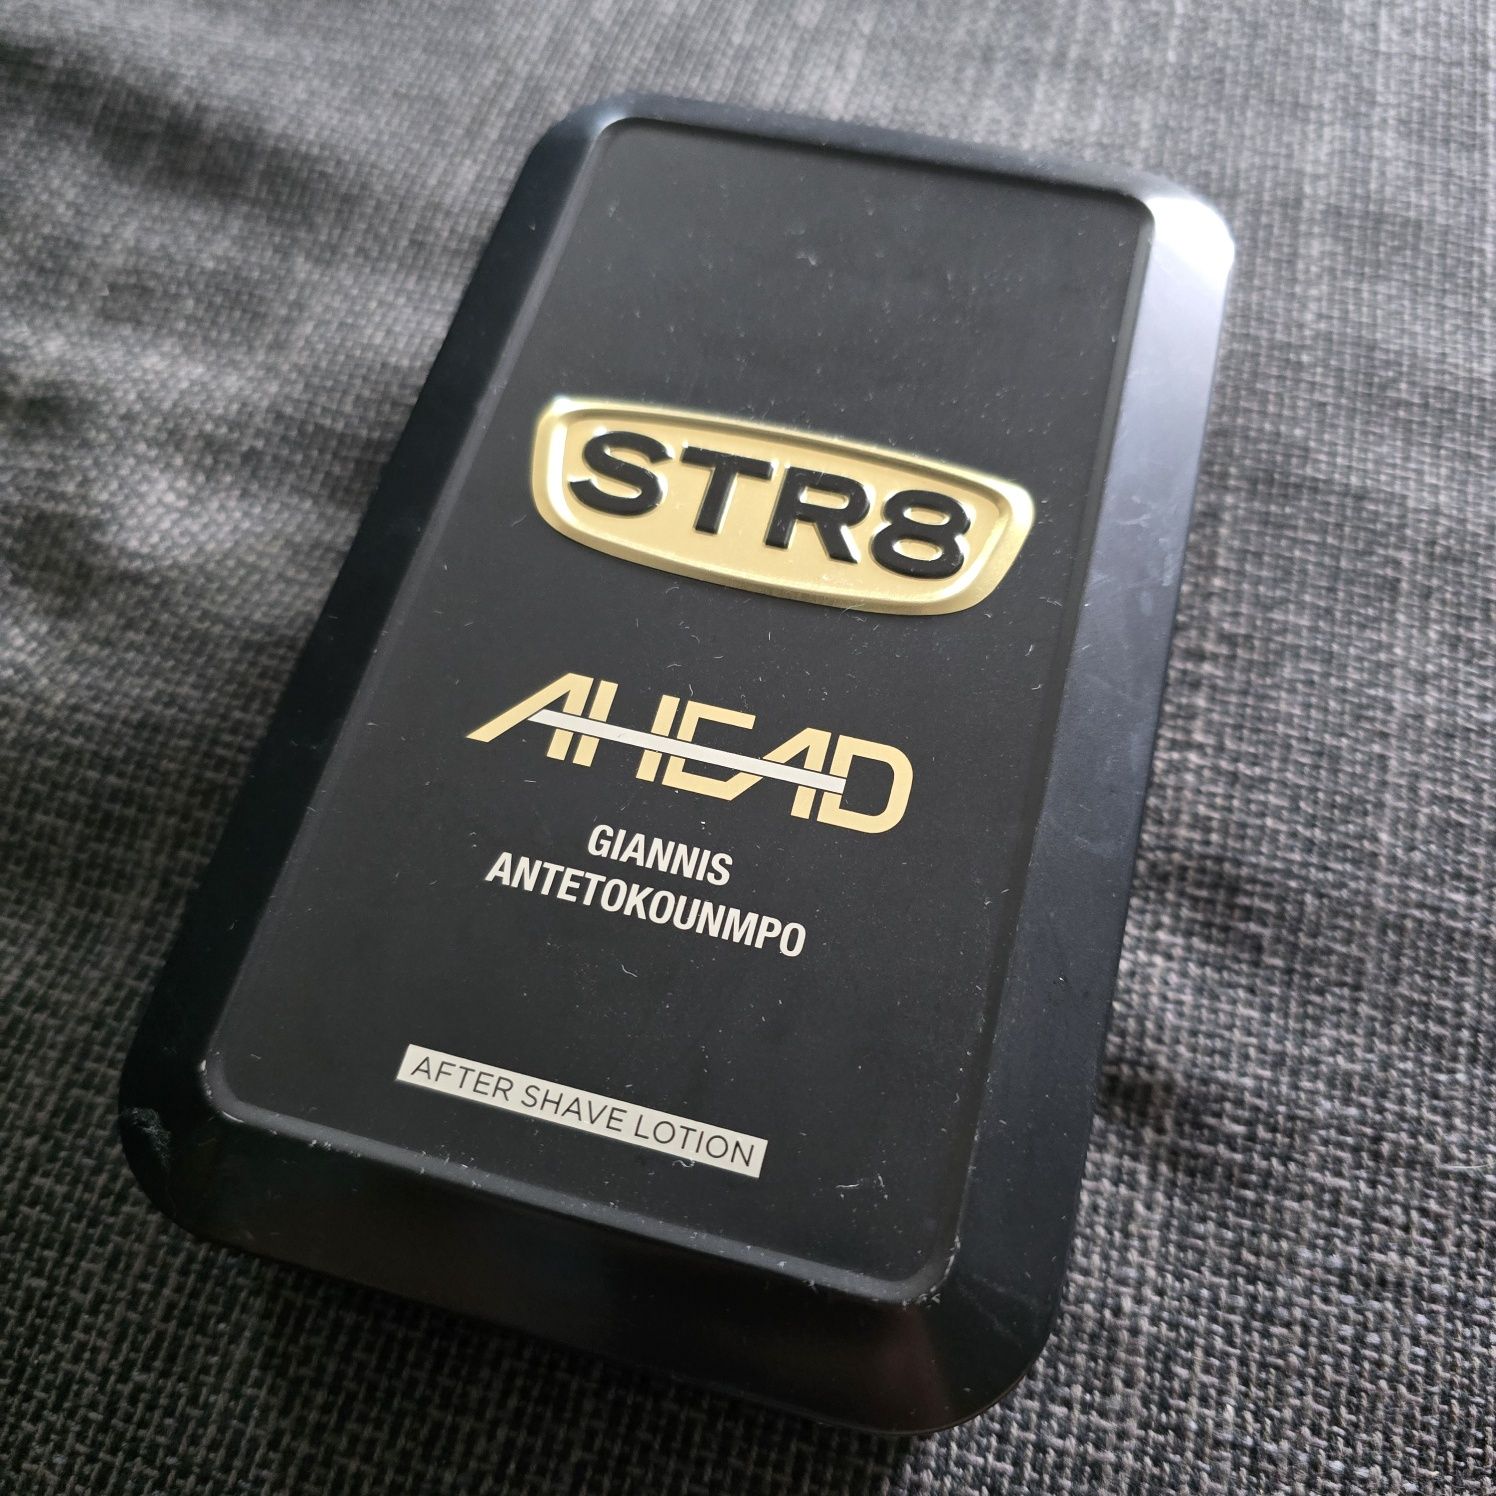 STR8
AHEAD
GIANNIS
ANTETOKOUNMPO
AFTER SHAVE LOTION